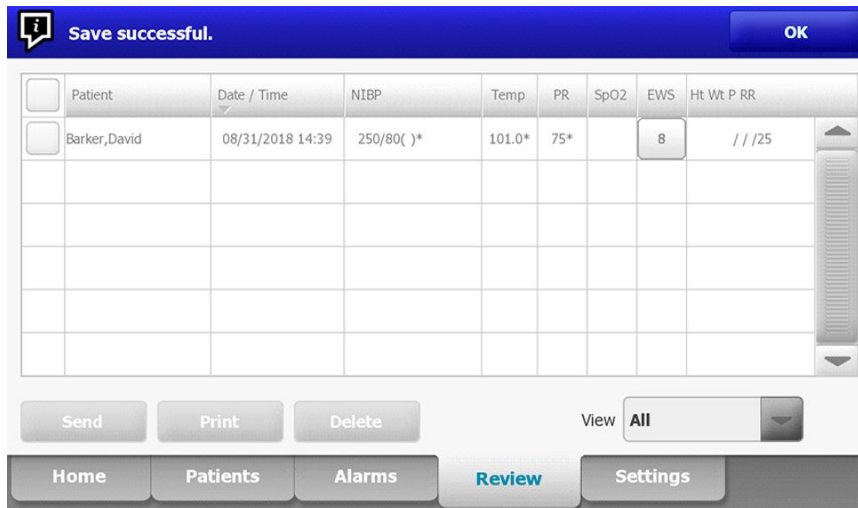 Save successful.
OK
Patient Date / Time NIBP Temp PR SpO2 EWS Ht Wt P RR
Barker,David 08/31/2018 14:39 250/80( )* 101.0* 75* 8 / / /25
Send Print Delete View All
Home Patients Alarms Review Settings